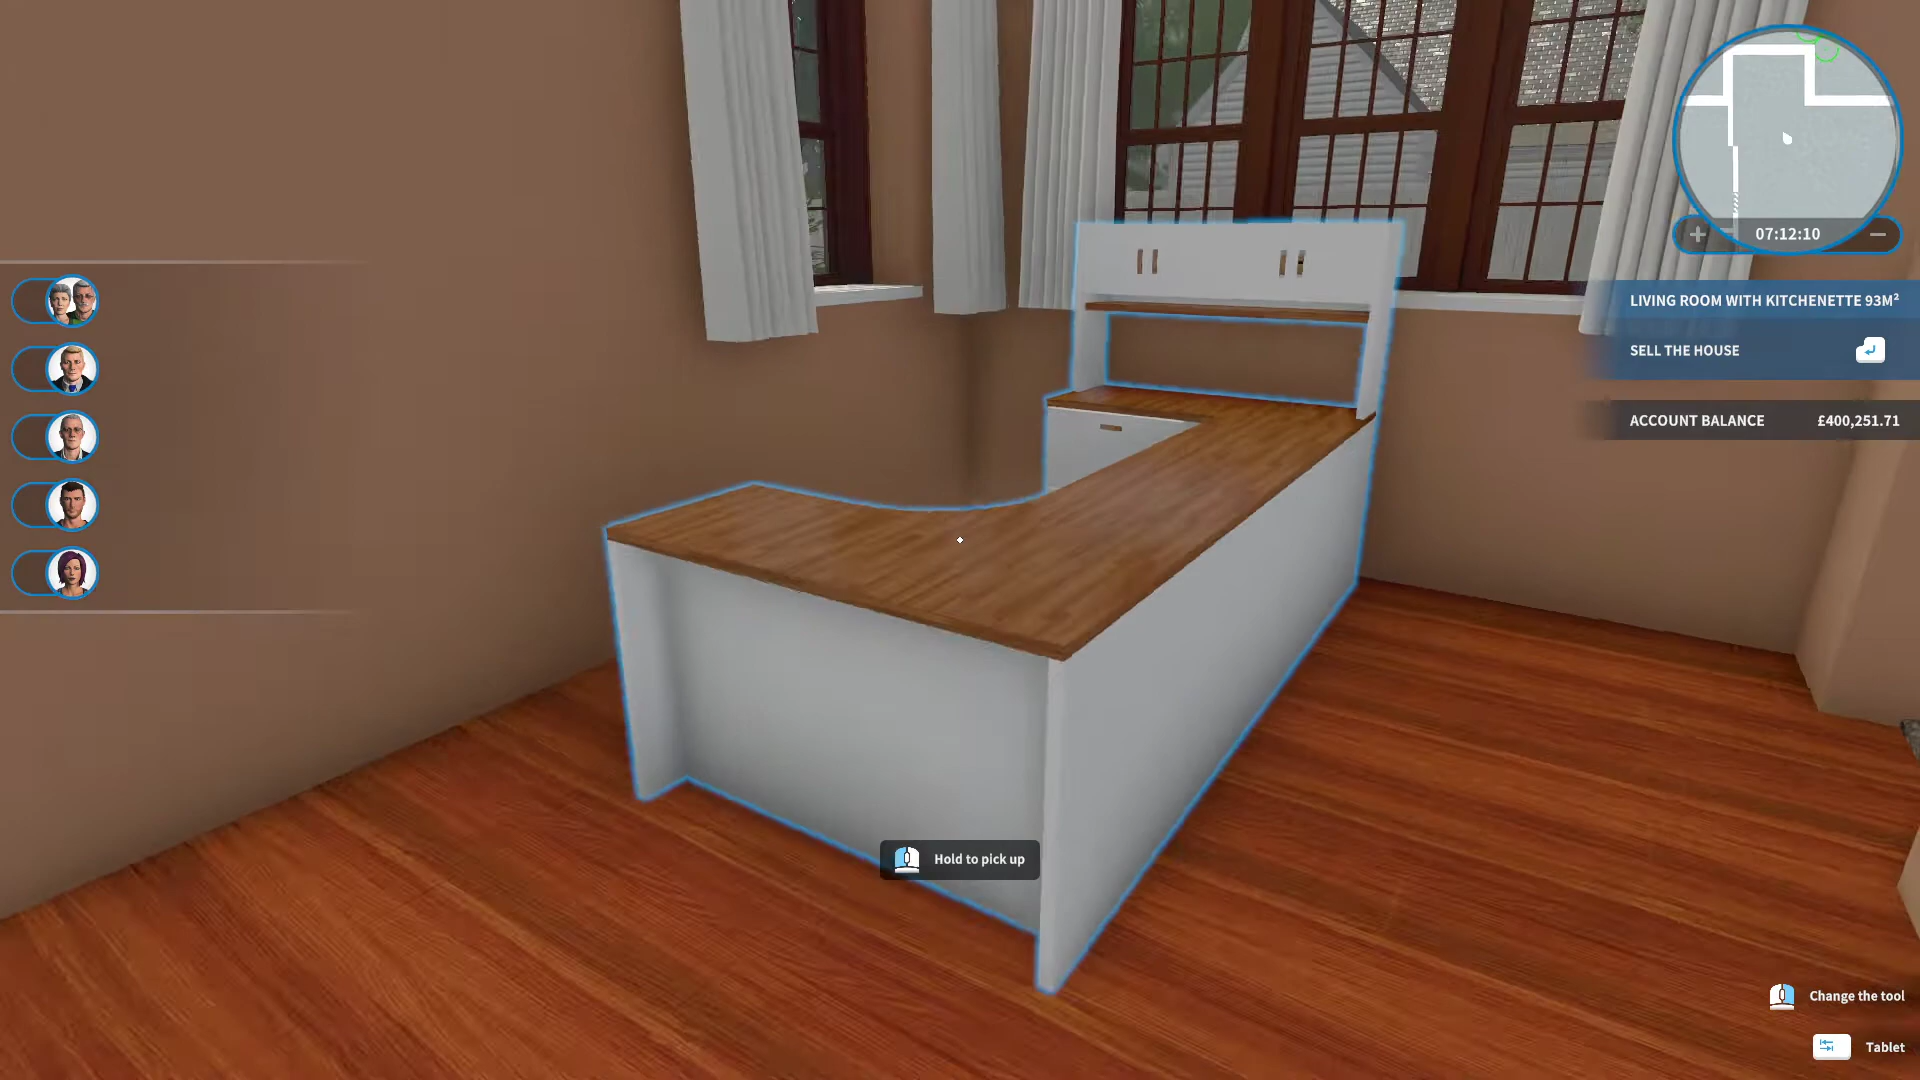 07:12:10
LIVING ROOM WITH KITCHENETTE 93M²
SELL THE HOUSE
ACCOUNT BALANCE £400,251.71
Hold to pick up
Change the tool
Tablet